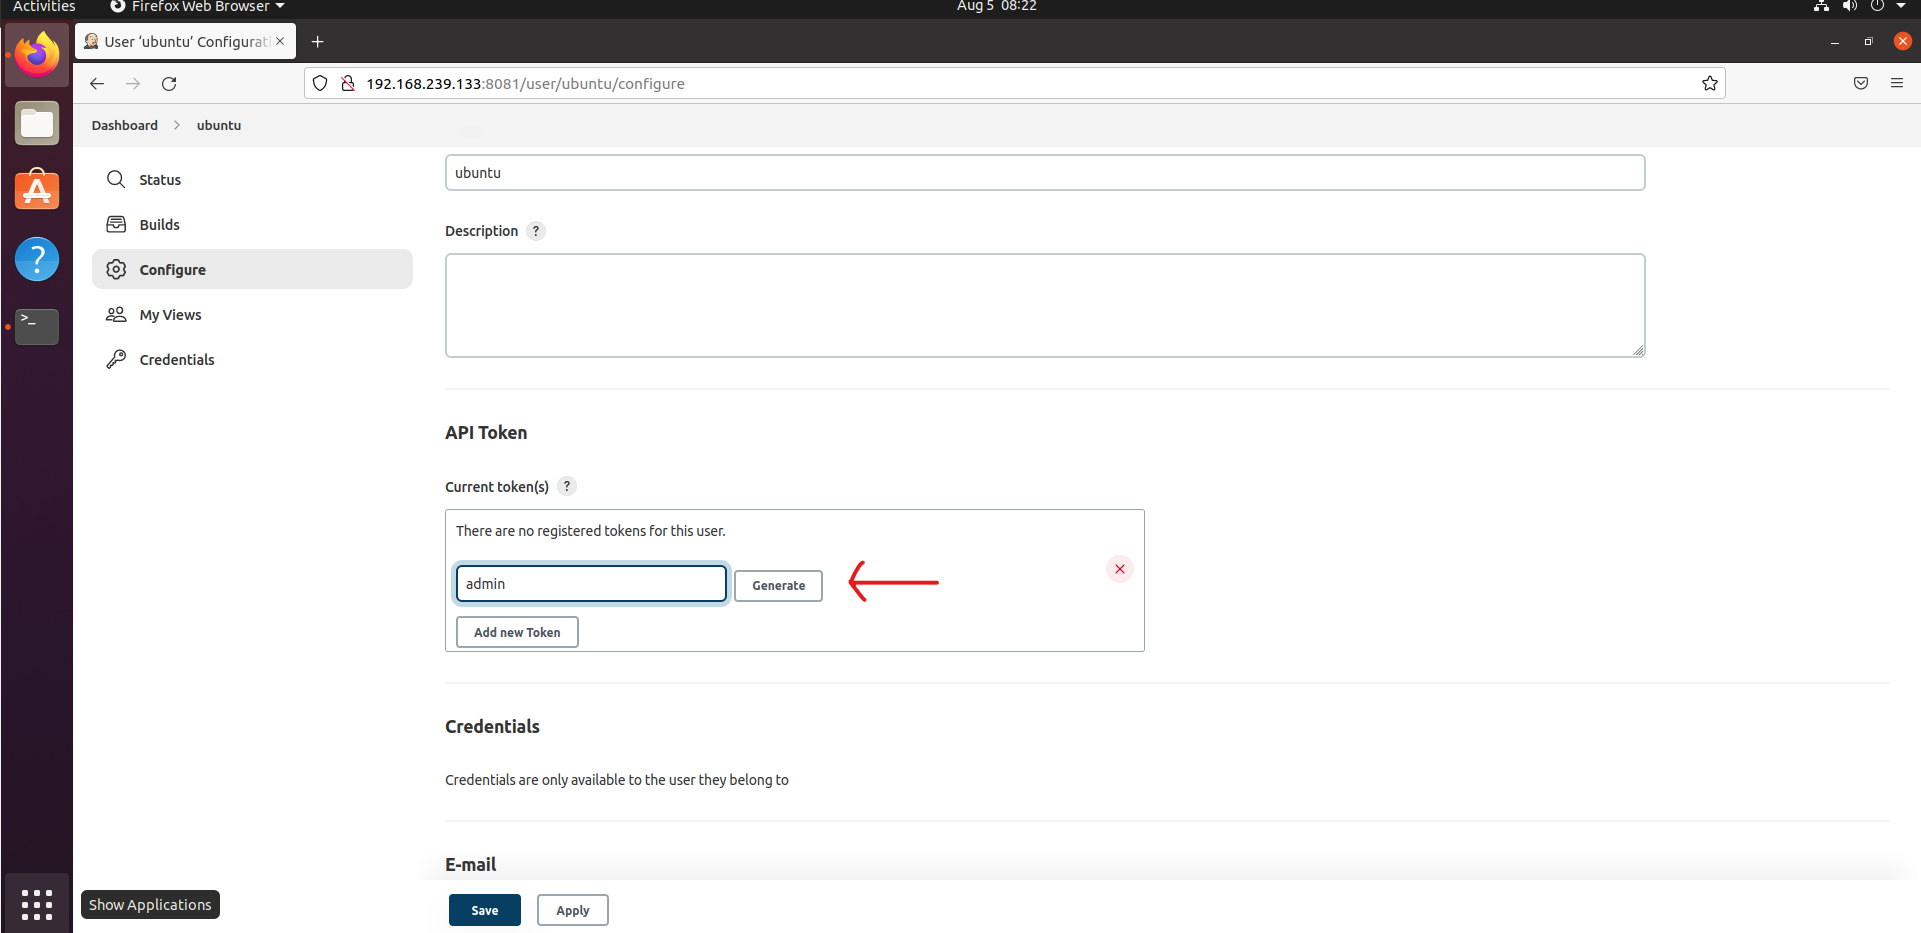 Activities Firefox Web Browser Aug 5 08:22
User ‘ubuntu’ Configurati
192.168.239.133:8081/user/ubuntu/configure
Dashboard ubuntu
Status
Builds
Configure
My Views
Credentials
ubuntu
Description ?
API Token
Current token(s) ?
There are no registered tokens for this user.
admin Generate
Add new Token
Credentials
Credentials are only available to the user they belong to
E-mail
Save Apply
Show Applications